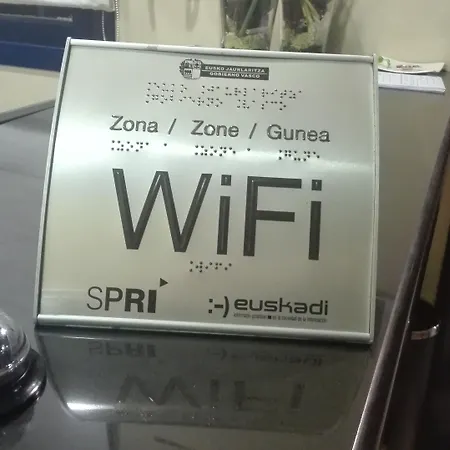 EUSKO JAURLARITZA
GOBIERNO VASCO
Zona / Zone / Gunea
WiFi
SPRI
:-) euskadi